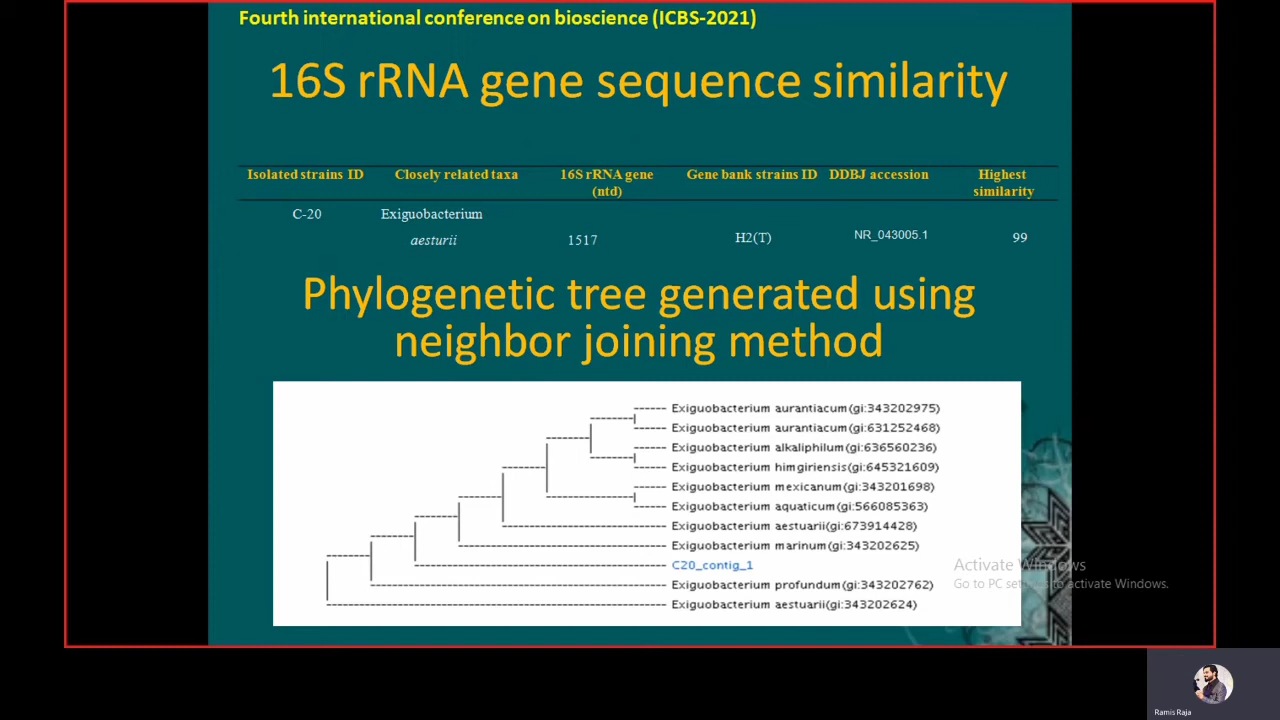 Fourth international conference on bioscience (ICBS-2021)
16S rRNA gene sequence similarity
Isolated strains ID Closely related taxa 16S rRNA gene (ntd) Gene bank strains ID DDBJ accession Highest similarity
C-20 Exiguobacterium aesturii 1517 H2(T) NR_043005.1 99
Phylogenetic tree generated using
neighbor joining method
Exiguobacterium aurantiacum(gi:343202975)
Exiguobacterium aurantiacum(gi:631252468)
Exiguobacterium alkaliphilum(gi:636560236)
Exiguobacterium himgiriensis(gi:645321609)
Exiguobacterium mexicanum(gi:343201698)
Exiguobacterium aquaticum(gi:566085363)
Exiguobacterium aestuarii(gi:673914428)
Exiguobacterium marinum(gi:343202625)
C20_contig_1
Exiguobacterium profundum(gi:343202762)
Exiguobacterium aestuarii(gi:343202624)
Activate Windows
Go to PC settings to activate Windows.
Ramis Raja